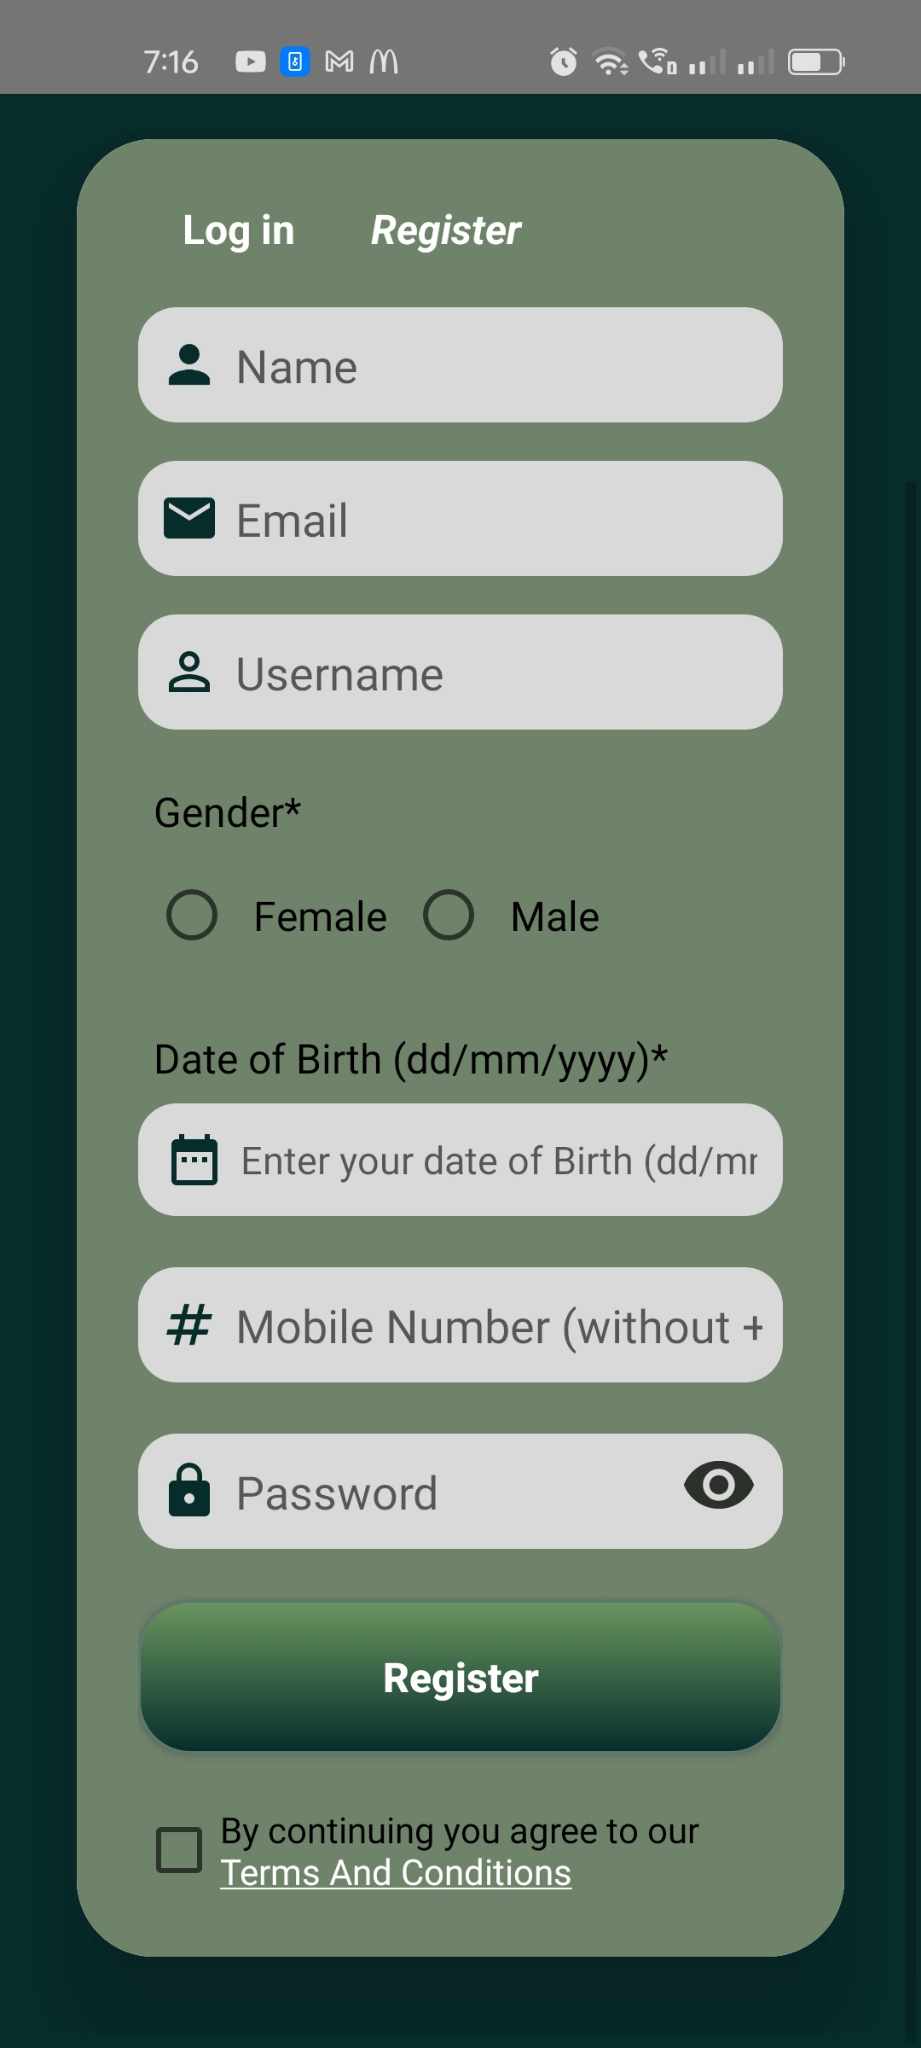 7:16
Log in Register
Name
Email
Username
Gender*
Female Male
Date of Birth (dd/mm/yyyy)*
Enter your date of Birth (dd/mr
# Mobile Number (without +
Password
Register
By continuing you agree to our
Terms And Conditions